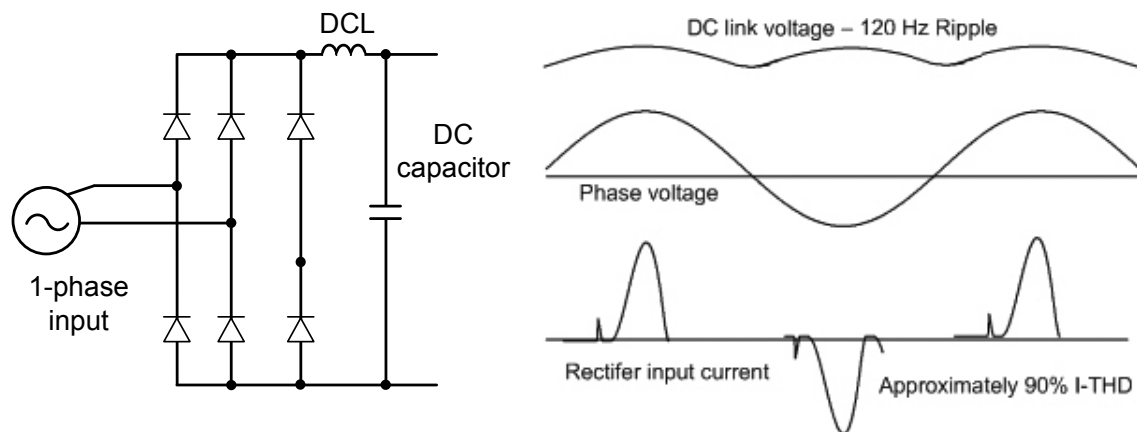 DCL
DC
capacitor
1-phase
input
DC link voltage – 120 Hz Ripple
Phase voltage
Rectifer input current
Approximately 90% I-THD